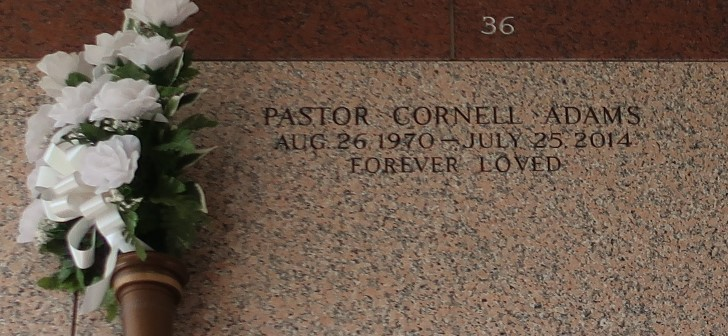 36
PASTOR CORNELL ADAMS
AUG. 26, 1970 – JULY 25, 2014
FOREVER LOVED